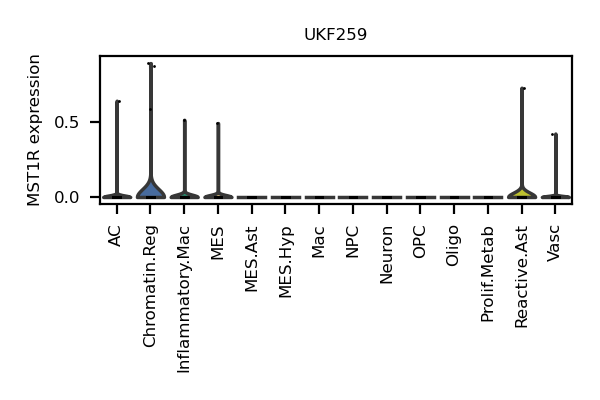 UKF259
MST1R expression
0.5
0.0
AC
Chromatin.Reg
Inflammatory.Mac
MES
MES.Ast
MES.Hyp
Mac
NPC
Neuron
OPC
Oligo
Prolif.Metab
Reactive.Ast
Vasc